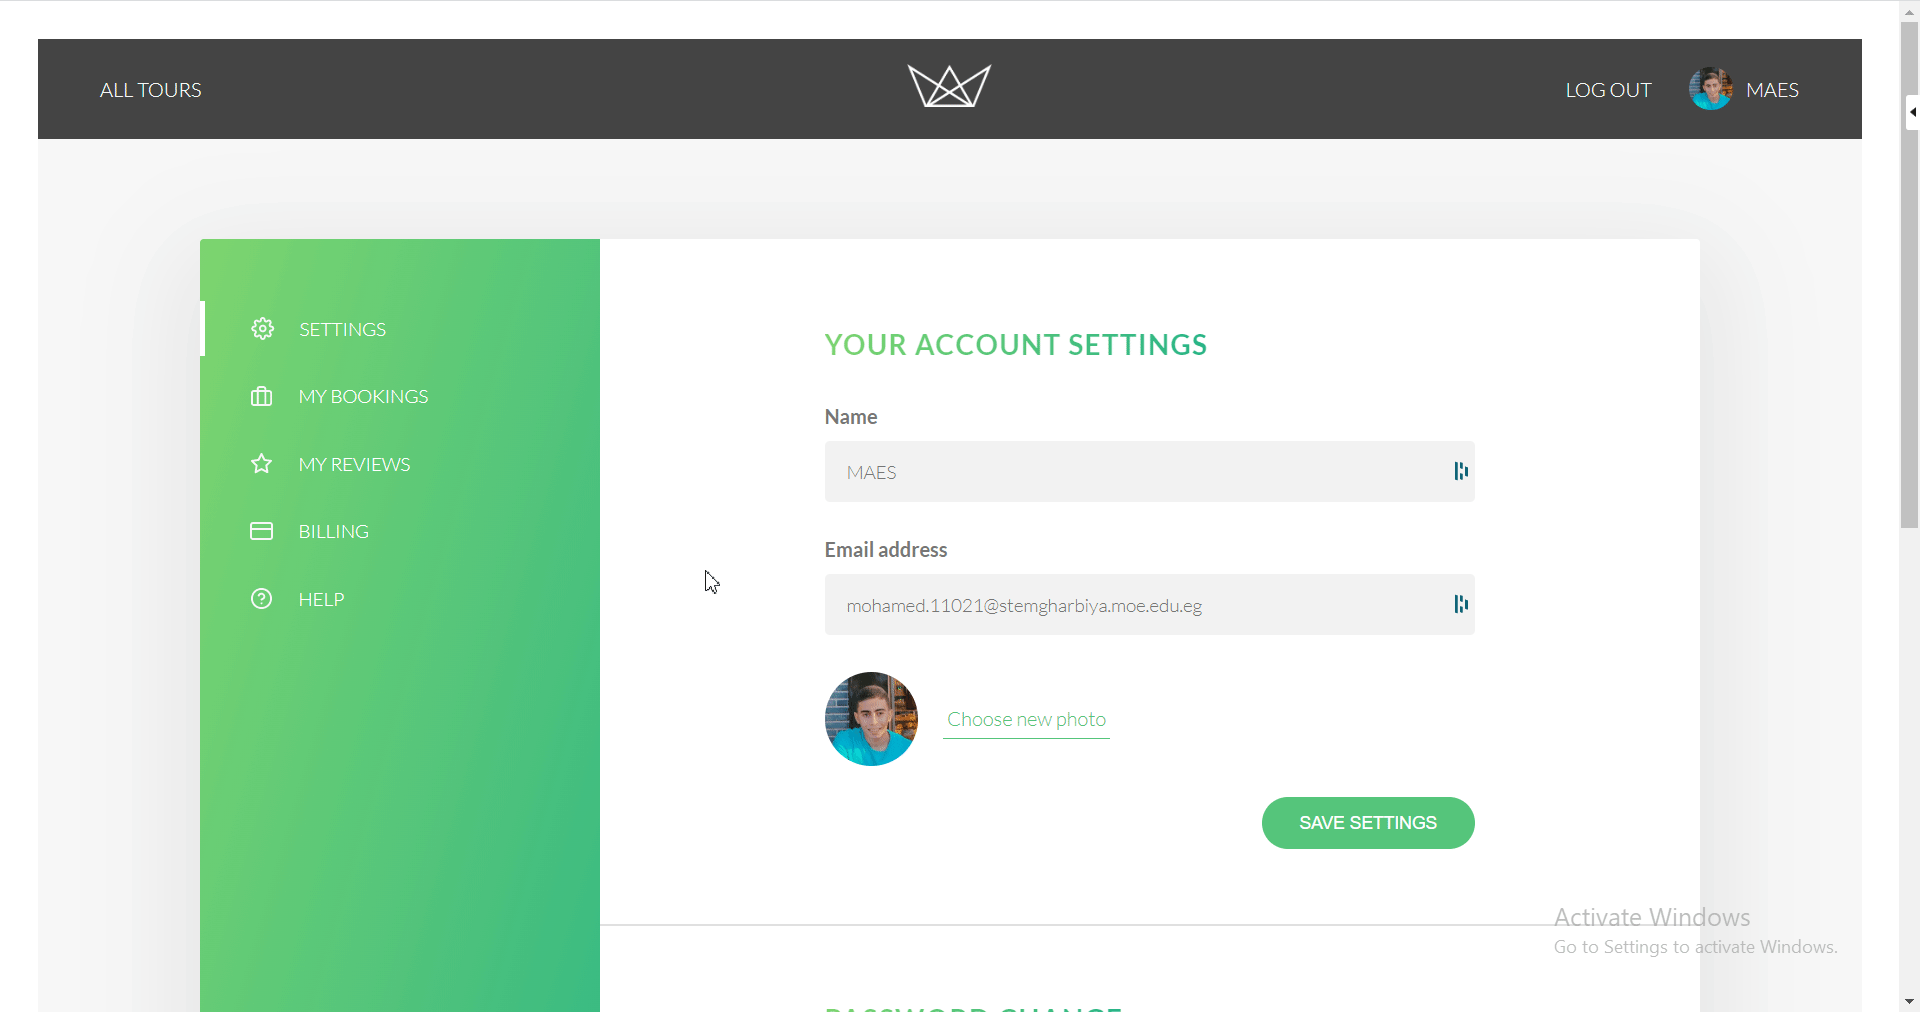 ALL TOURS
LOG OUT
MAES
SETTINGS
MY BOOKINGS
MY REVIEWS
BILLING
HELP
YOUR ACCOUNT SETTINGS
Name
MAES
Email address
mohamed.11021@stemgharbiya.moe.edu.eg
Choose new photo
SAVE SETTINGS
Activate Windows
Go to Settings to activate Windows.
PASSWORD CHANGE